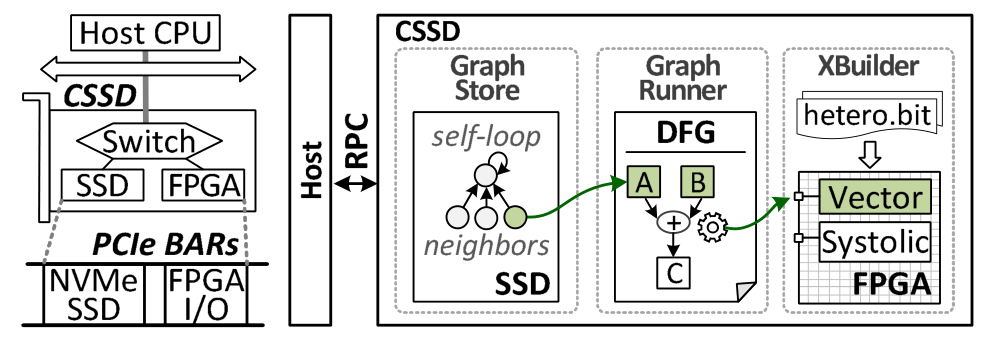 Host CPU
CSSD
Switch
SSD
FPGA
PCIe BARs
NVMe
SSD
FPGA
I/O
Host
RPC
CSSD
Graph
Store
self-loop
neighbors
SSD
Graph
Runner
DFG
A
B
+
C
XBuilder
hetero.bit
Vector
Systolic
FPGA